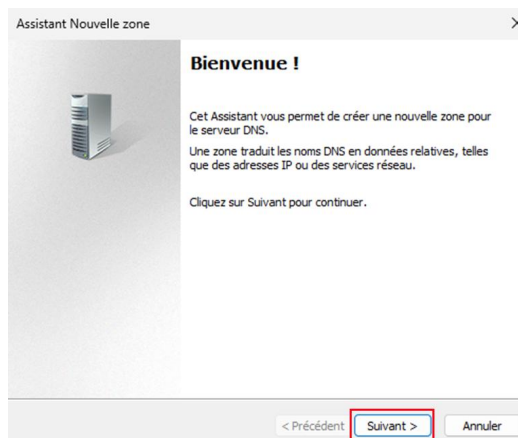 Assistant Nouvelle zone
Bienvenue !
Cet Assistant vous permet de créer une nouvelle zone pour
le serveur DNS.
Une zone traduit les noms DNS en données relatives, telles
que des adresses IP ou des services réseau.
Cliquez sur Suivant pour continuer.
< Précédent Suivant > Annuler